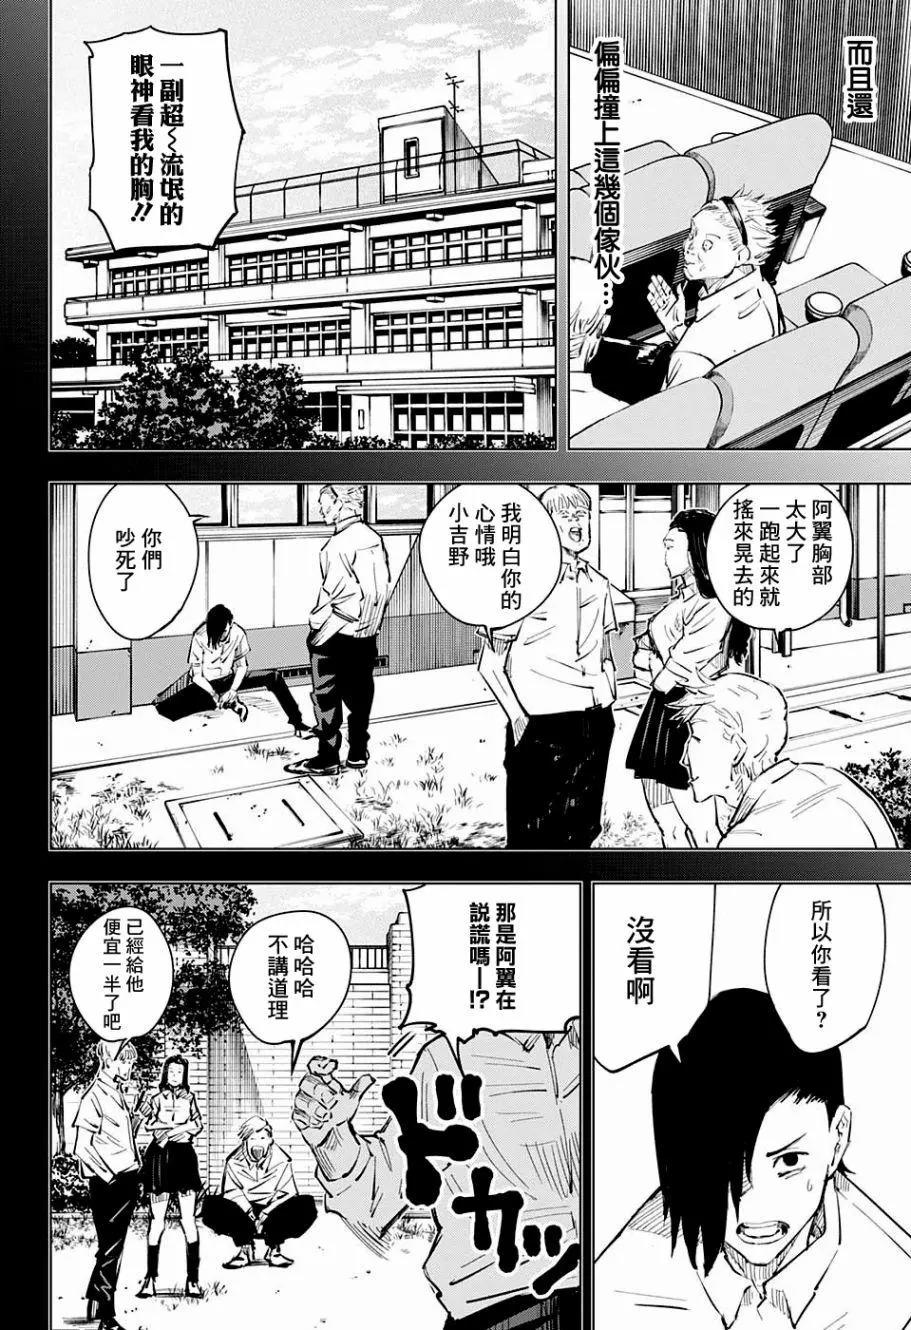 而且還
偏偏撞上這幾個傢伙…
一副超～流氓的
眼神看我的胸!!
阿翼胸部
太大了
一跑起來就
搖來晃去的
我明白你的
心情哦
小吉野
你們
吵死了
所以你看了?
沒看啊
那是阿翼在
説謊嗎—!?
ドカッ
哈哈哈
不講道理
已經給他
便宜一半了吧